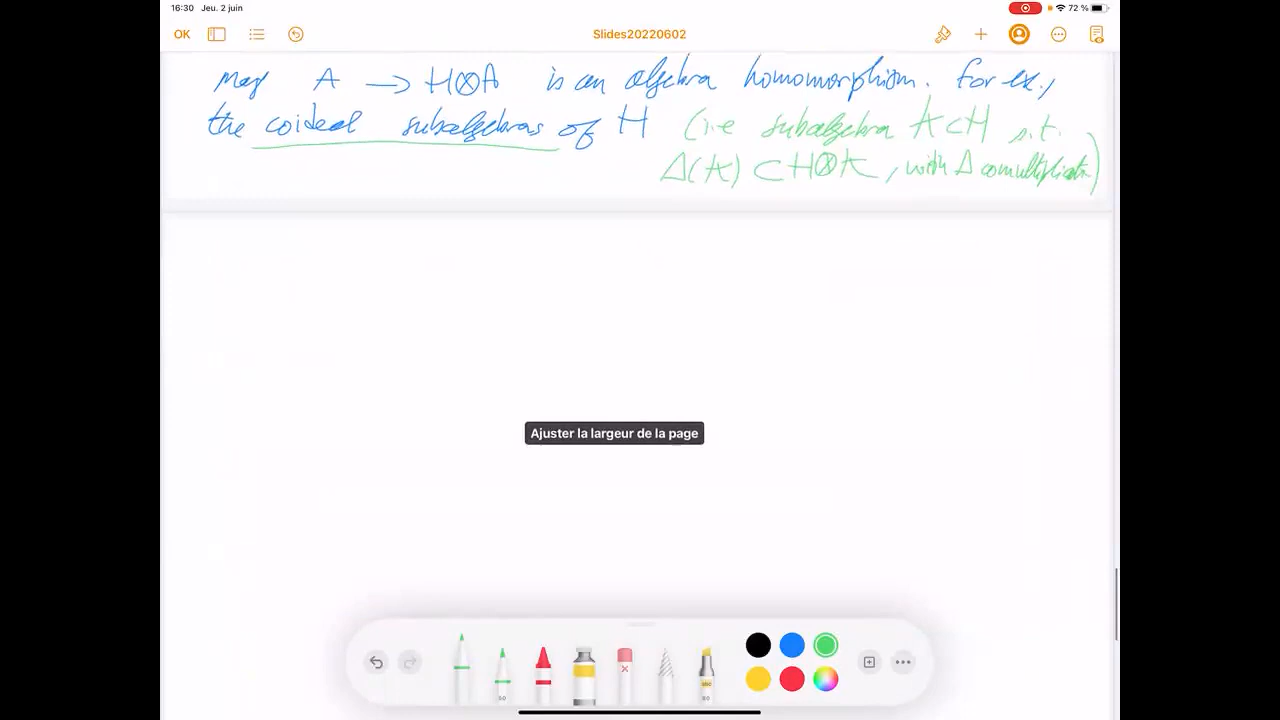 16:30 Jeu. 2 juin
72 %
OK
Slides20220602
map A → H⊗A is an algebra homomorphism. For ex.,
the coideal subalgebras of H (i.e subalgebra A ⊂ H s.t.
Δ(A) ⊂ H⊗A, with Δ comultiplication)
Ajuster la largeur de la page